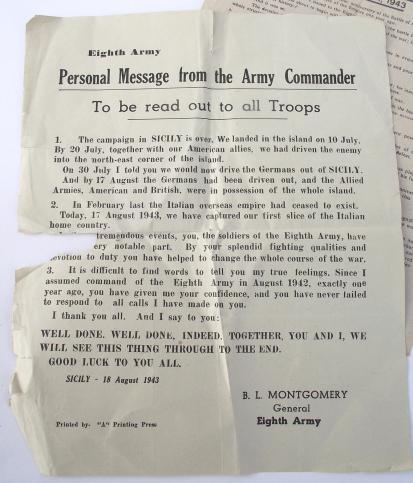 Eighth Army
Personal Message from the Army Commander
To be read out to all Troops
1. The campaign in SICILY is over. We landed in the island on 10 July.
By 20 July, together with our American allies, we had driven the enemy
into the north-east corner of the island.
On 30 July I told you we would now drive the Germans out of SICILY.
And by 17 August the Germans had been driven out, and the Allied
Armies, American and British, were in possession of the whole island.
2. In February last the Italian overseas empire had ceased to exist.
Today, 17 August 1943, we have captured our first slice of the Italian
home country.
tremendous events, you, the soldiers of the Eighth Army, have
ery notable part. By your splendid fighting qualities and
evotion to duty you have helped to change the whole course of the war.
3. It is difficult to find words to tell you my true feelings. Since I
assumed command of the Eighth Army in August 1942, exactly one
year ago, you have given me your confidence, and you have never failed
to respond to all calls I have made on you.
I thank you all. And I say to you:
WELL DONE. WELL DONE, INDEED. TOGETHER, YOU AND I, WE
WILL SEE THIS THING THROUGH TO THE END.
GOOD LUCK TO YOU ALL.
SICILY - 18 August 1943
B. L. MONTGOMERY
General
Eighth Army
Printed by- "A" Printing Press
1943